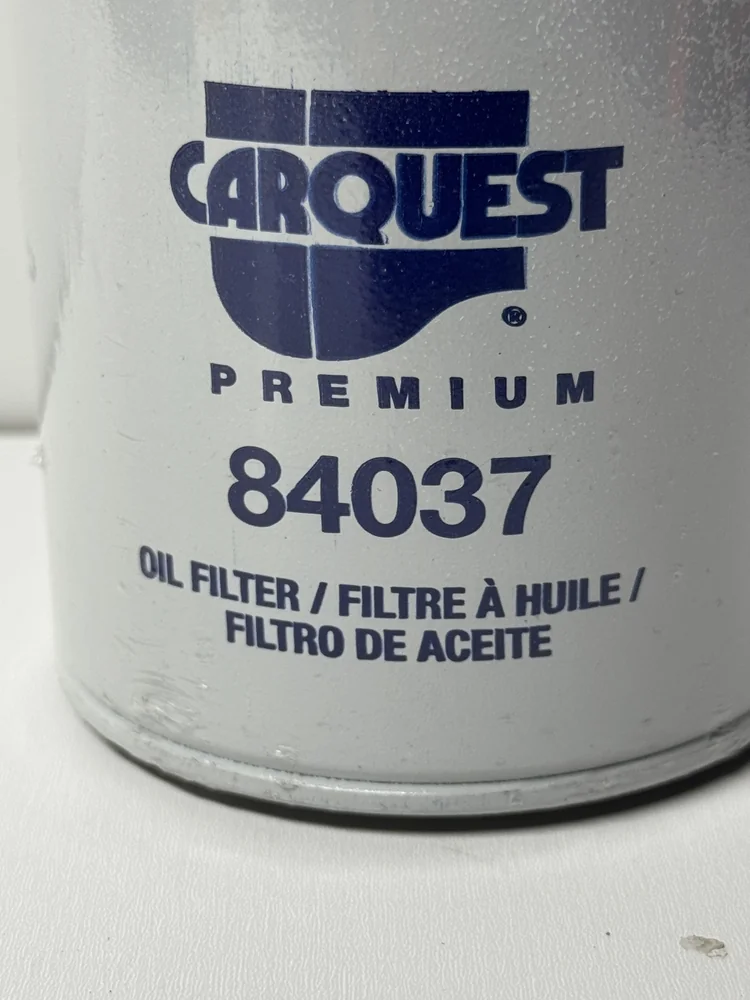 CARQUEST
®
PREMIUM
84037
OIL FILTER / FILTRE À HUILE /
FILTRO DE ACEITE